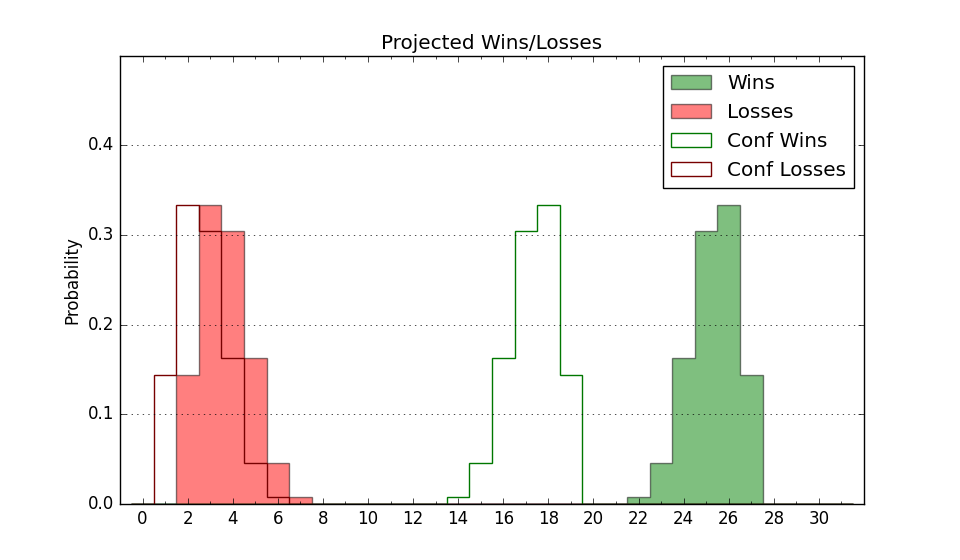 Projected Wins/Losses
Wins
Losses
Conf Wins
Conf Losses
Probability
0.4
0.3
0.2
0.1
0.0
0 2 4 6 8 10 12 14 16 18 20 22 24 26 28 30